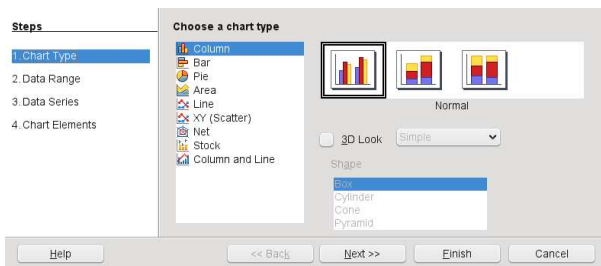 Steps
1.Chart Type
2.Data Range
3.Data Series
4.Chart Elements
Choose a chart type
Column
Bar
Pie
Area
Line
XY (Scatter)
Net
Stock
Column and Line
Normal
3D Look
Simple
Shape
Box
Cylinder
Cone
Pyramid
Help
<< Back
Next >>
Finish
Cancel